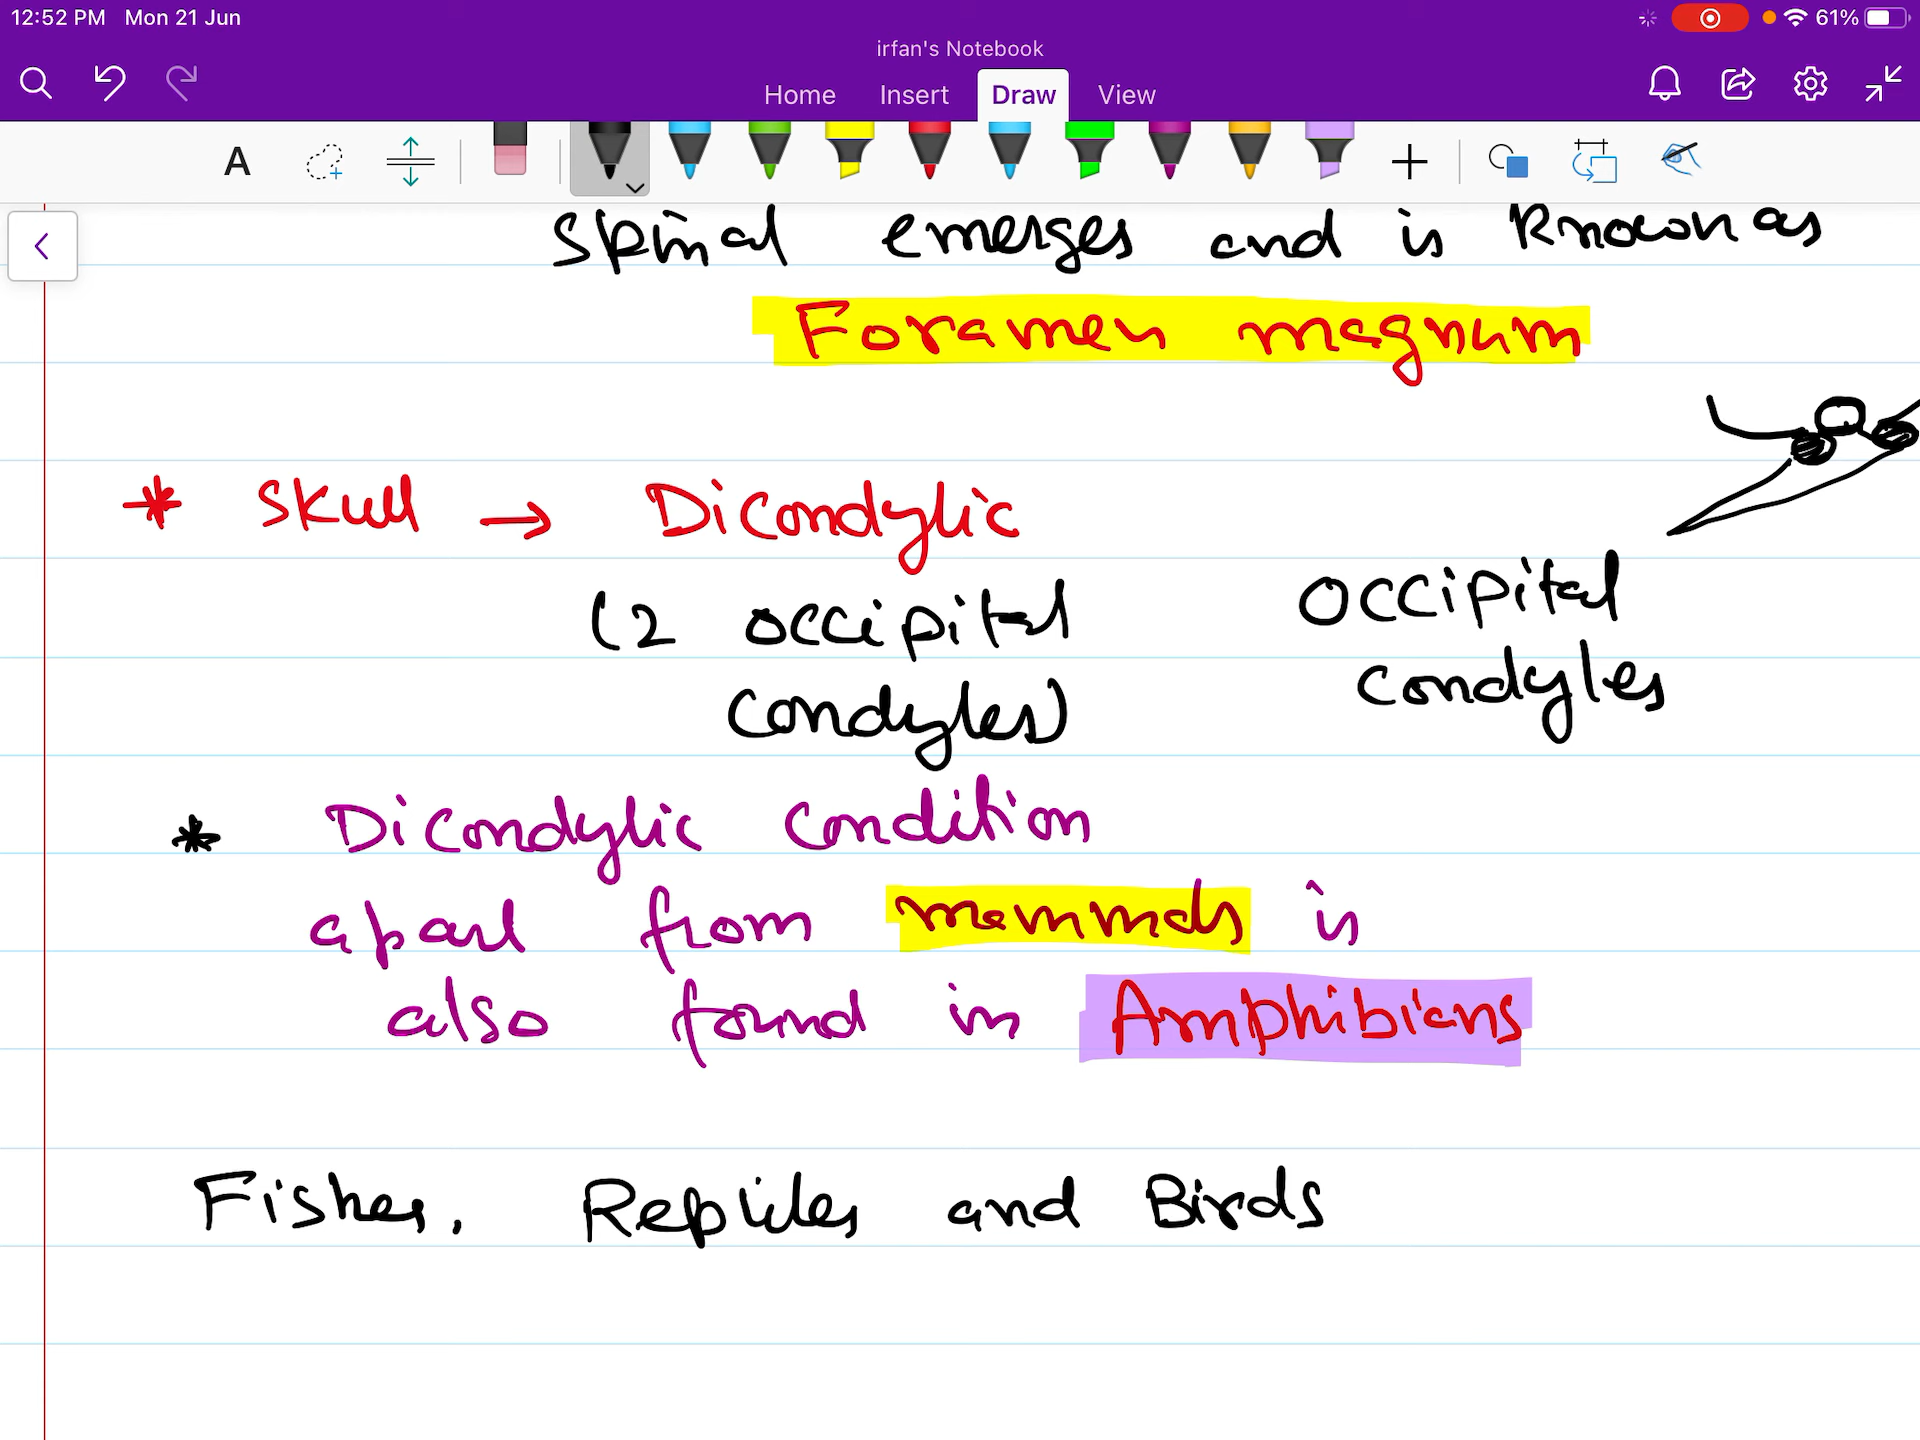 12:52 PM Mon 21 Jun
61%
irfan's Notebook
Home Insert Draw View
A
Spinal emerges and is known as
Foramen magnum
* Skull → Dicondylic
(2 occipital
condyles)
Occipital
condyles
* Dicondylic condition
apart from mammals is
also found in Amphibians
Fishes, Reptiles and Birds